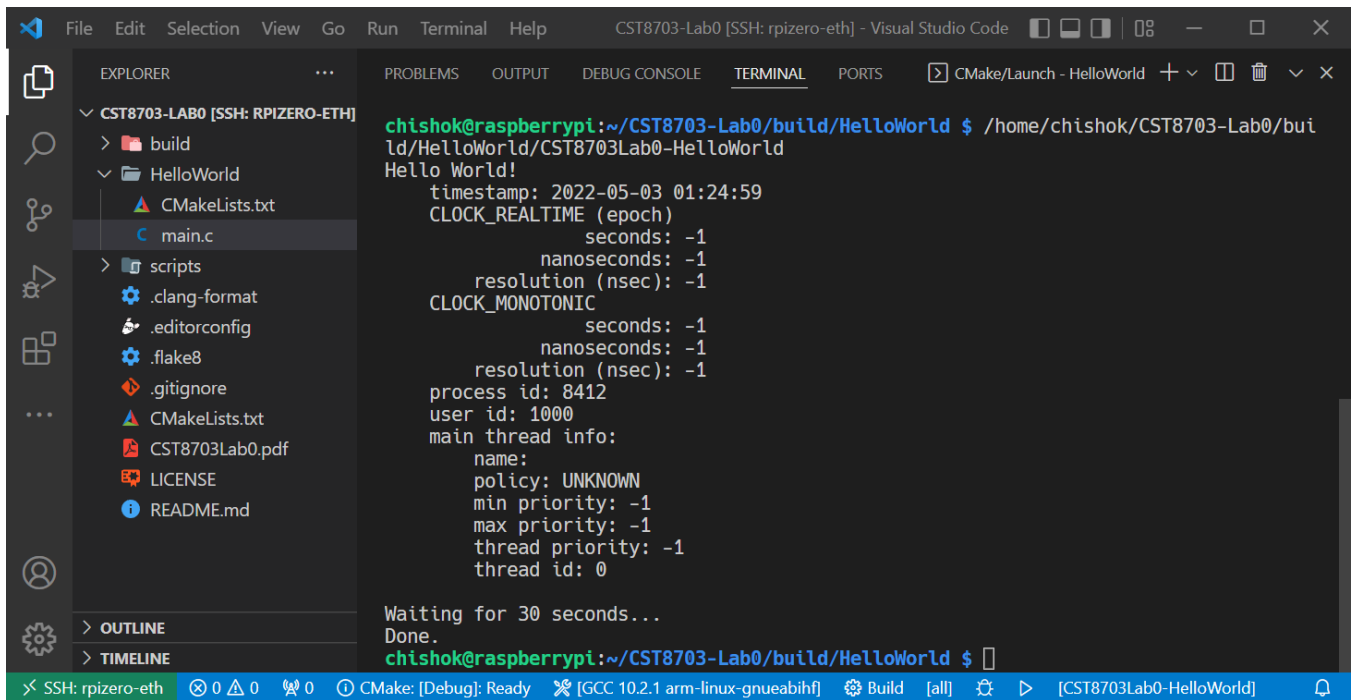 File Edit Selection View Go Run Terminal Help CST8703-Lab0 [SSH: rpizero-eth] - Visual Studio Code
EXPLORER
CST8703-LAB0 [SSH: RPIZERO-ETH]
build
HelloWorld
CMakeLists.txt
main.c
scripts
.clang-format
.editorconfig
.flake8
.gitignore
CMakeLists.txt
CST8703Lab0.pdf
LICENSE
README.md
OUTLINE
TIMELINE
PROBLEMS OUTPUT DEBUG CONSOLE TERMINAL PORTS CMake/Launch - HelloWorld
chishok@raspberrypi:~/CST8703-Lab0/build/HelloWorld $ /home/chishok/CST8703-Lab0/bui
ld/HelloWorld/CST8703Lab0-HelloWorld
Hello World!
timestamp: 2022-05-03 01:24:59
CLOCK_REALTIME (epoch)
seconds: -1
nanoseconds: -1
resolution (nsec): -1
CLOCK_MONOTONIC
seconds: -1
nanoseconds: -1
resolution (nsec): -1
process id: 8412
user id: 1000
main thread info:
name:
policy: UNKNOWN
min priority: -1
max priority: -1
thread priority: -1
thread id: 0
Waiting for 30 seconds...
Done.
chishok@raspberrypi:~/CST8703-Lab0/build/HelloWorld $
SSH: rpizero-eth 0 0 0 CMake: [Debug]: Ready [GCC 10.2.1 arm-linux-gnueabihf] Build [all] [CST8703Lab0-HelloWorld]